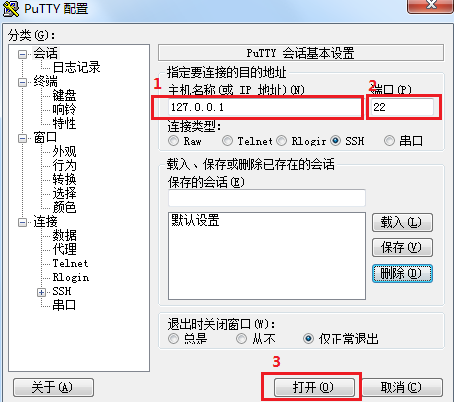 PuTTY 配置
分类(G):
会话
日志记录
终端
键盘
响铃
特性
窗口
外观
行为
转换
选择
颜色
连接
数据
代理
Telnet
Rlogin
SSH
串口
PuTTY 会话基本设置
指定要连接的目的地址
1
2
主机名称(或 IP 地址)(N)
端口(P)
127.0.0.1
22
连接类型:
Raw
Telnet
Rlogir
SSH
串口
载入、保存或删除已存在的会话
保存的会话(E)
默认设置
载入(L)
保存(V)
删除(D)
退出时关闭窗口(W):
总是
从不
仅正常退出
3
关于(A)
打开(O)
取消(C)